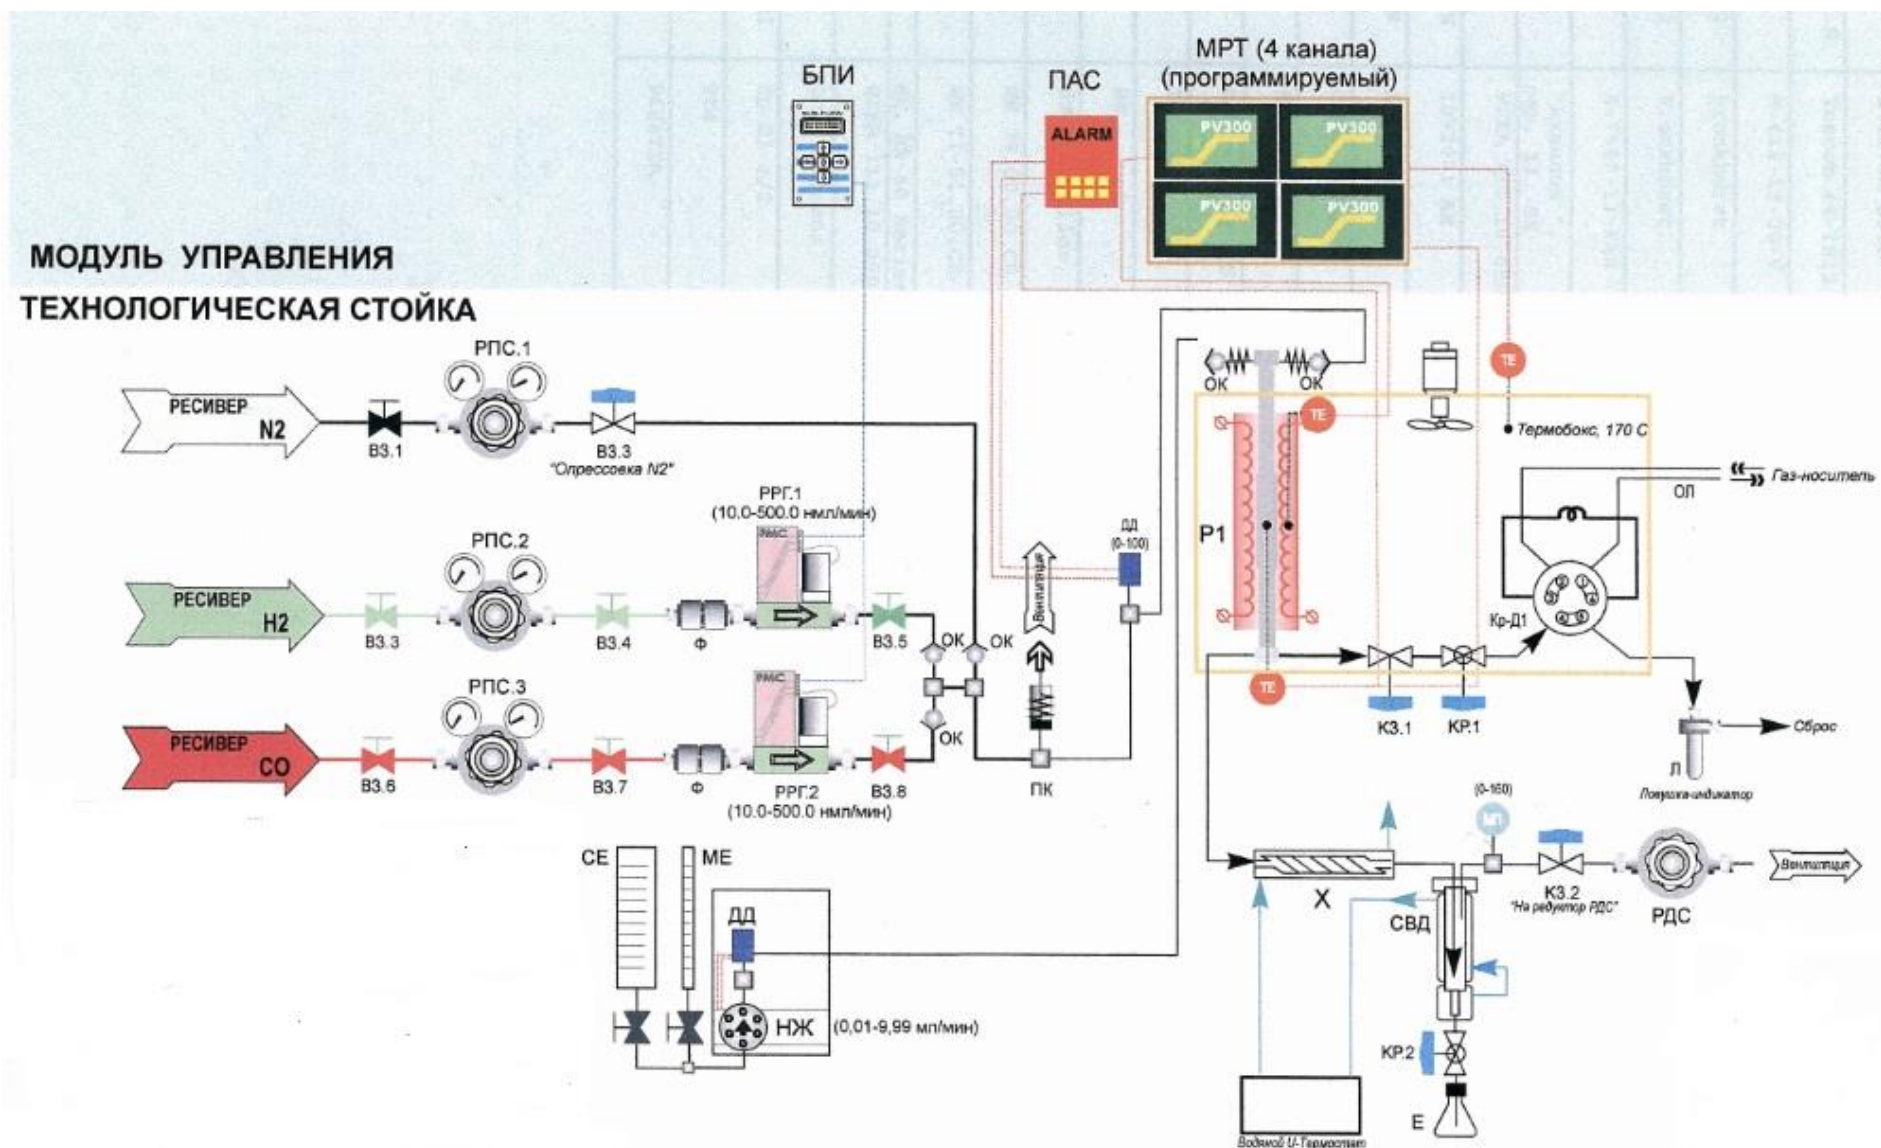 МРТ (4 канала)
(программируемый)
БПИ
ПАС
ALARM
PV300
PV300
PV300
PV300
МОДУЛЬ УПРАВЛЕНИЯ
ТЕХНОЛОГИЧЕСКАЯ СТОЙКА
РПС.1
РЕСИВЕР
N2
ВЗ.1
ВЗ.3
"Опрессовка N2"
ОК
ОК
ТЕ
ТЕ
Термобокс, 170 С
Газ-носитель
ОЛ
РРГ.1
(10.0-500.0 нмл/мин)
РПС.2
РЕСИВЕР
H2
ВЗ.3
ВЗ.4
Ф
ВЗ.5
ОК
ОК
Вентиляция
ДД
(0-100)
Р1
Кр-Д1
РПС.3
РЕСИВЕР
CO
ВЗ.6
ВЗ.7
Ф
РРГ.2
(10.0-500.0 нмл/мин)
ВЗ.8
ОК
ПК
ТЕ
КЗ.1
КР.1
Сброс
Л
Ловушка-индикатор
(0-160)
МП
СЕ
МЕ
ДД
НЖ
(0,01-9,99 мл/мин)
Х
СВД
КЗ.2
"На редуктор РДС"
РДС
Вентиляция
КР.2
Е
Водяной U-Термостат